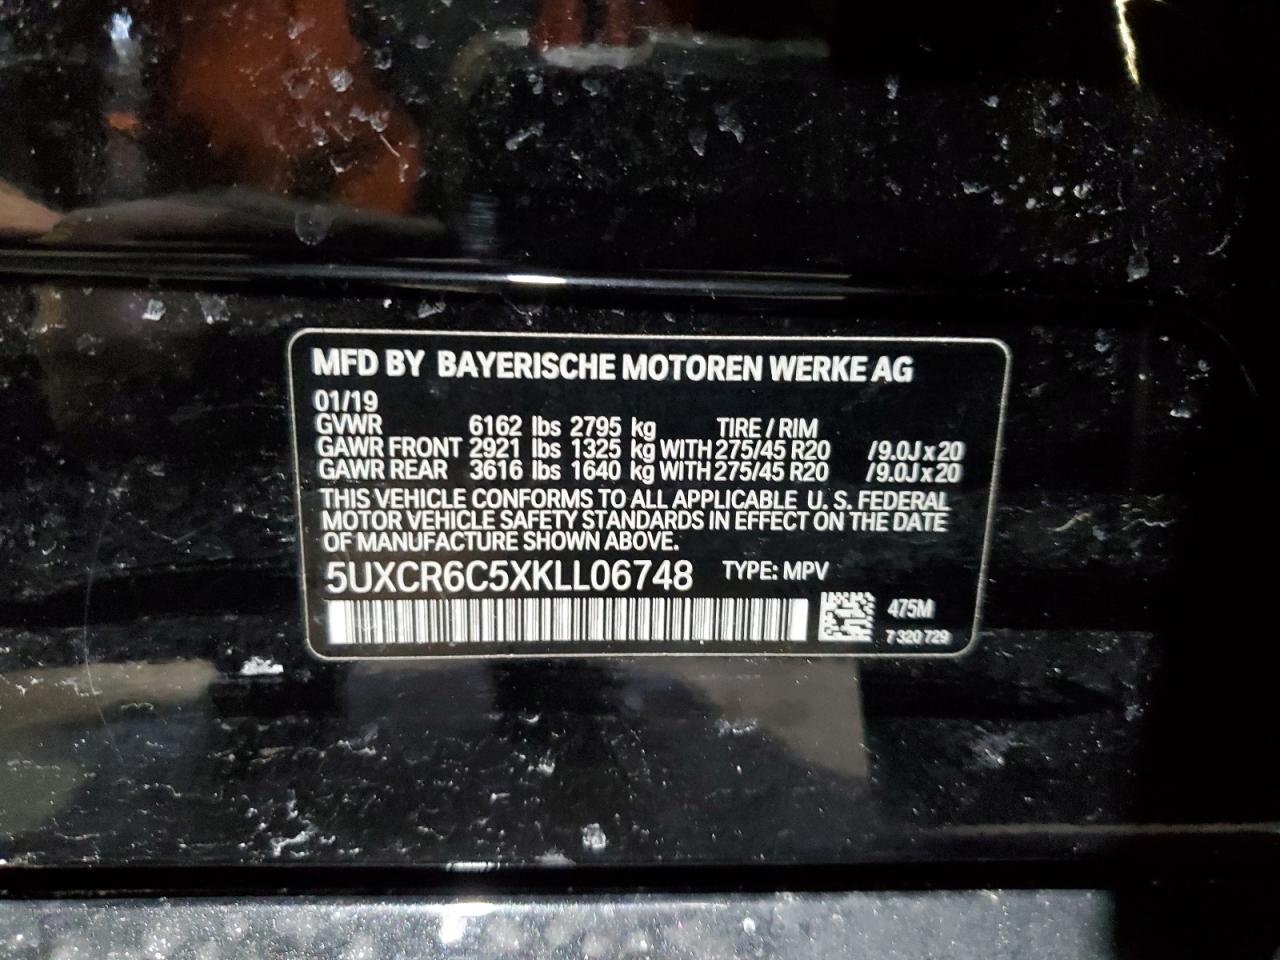 MFD BY BAYERISCHE MOTOREN WERKE AG
01/19
GVWR 6162 lbs 2795 kg TIRE / RIM
GAWR FRONT 2921 lbs 1325 kg WITH 275/45 R20 /9.0J x 20
GAWR REAR 3616 lbs 1640 kg WITH 275/45 R20 /9.0J x 20
THIS VEHICLE CONFORMS TO ALL APPLICABLE U. S. FEDERAL
MOTOR VEHICLE SAFETY STANDARDS IN EFFECT ON THE DATE
OF MANUFACTURE SHOWN ABOVE.
5UXCR6C5XKLL06748 TYPE: MPV
475M
7 320 729